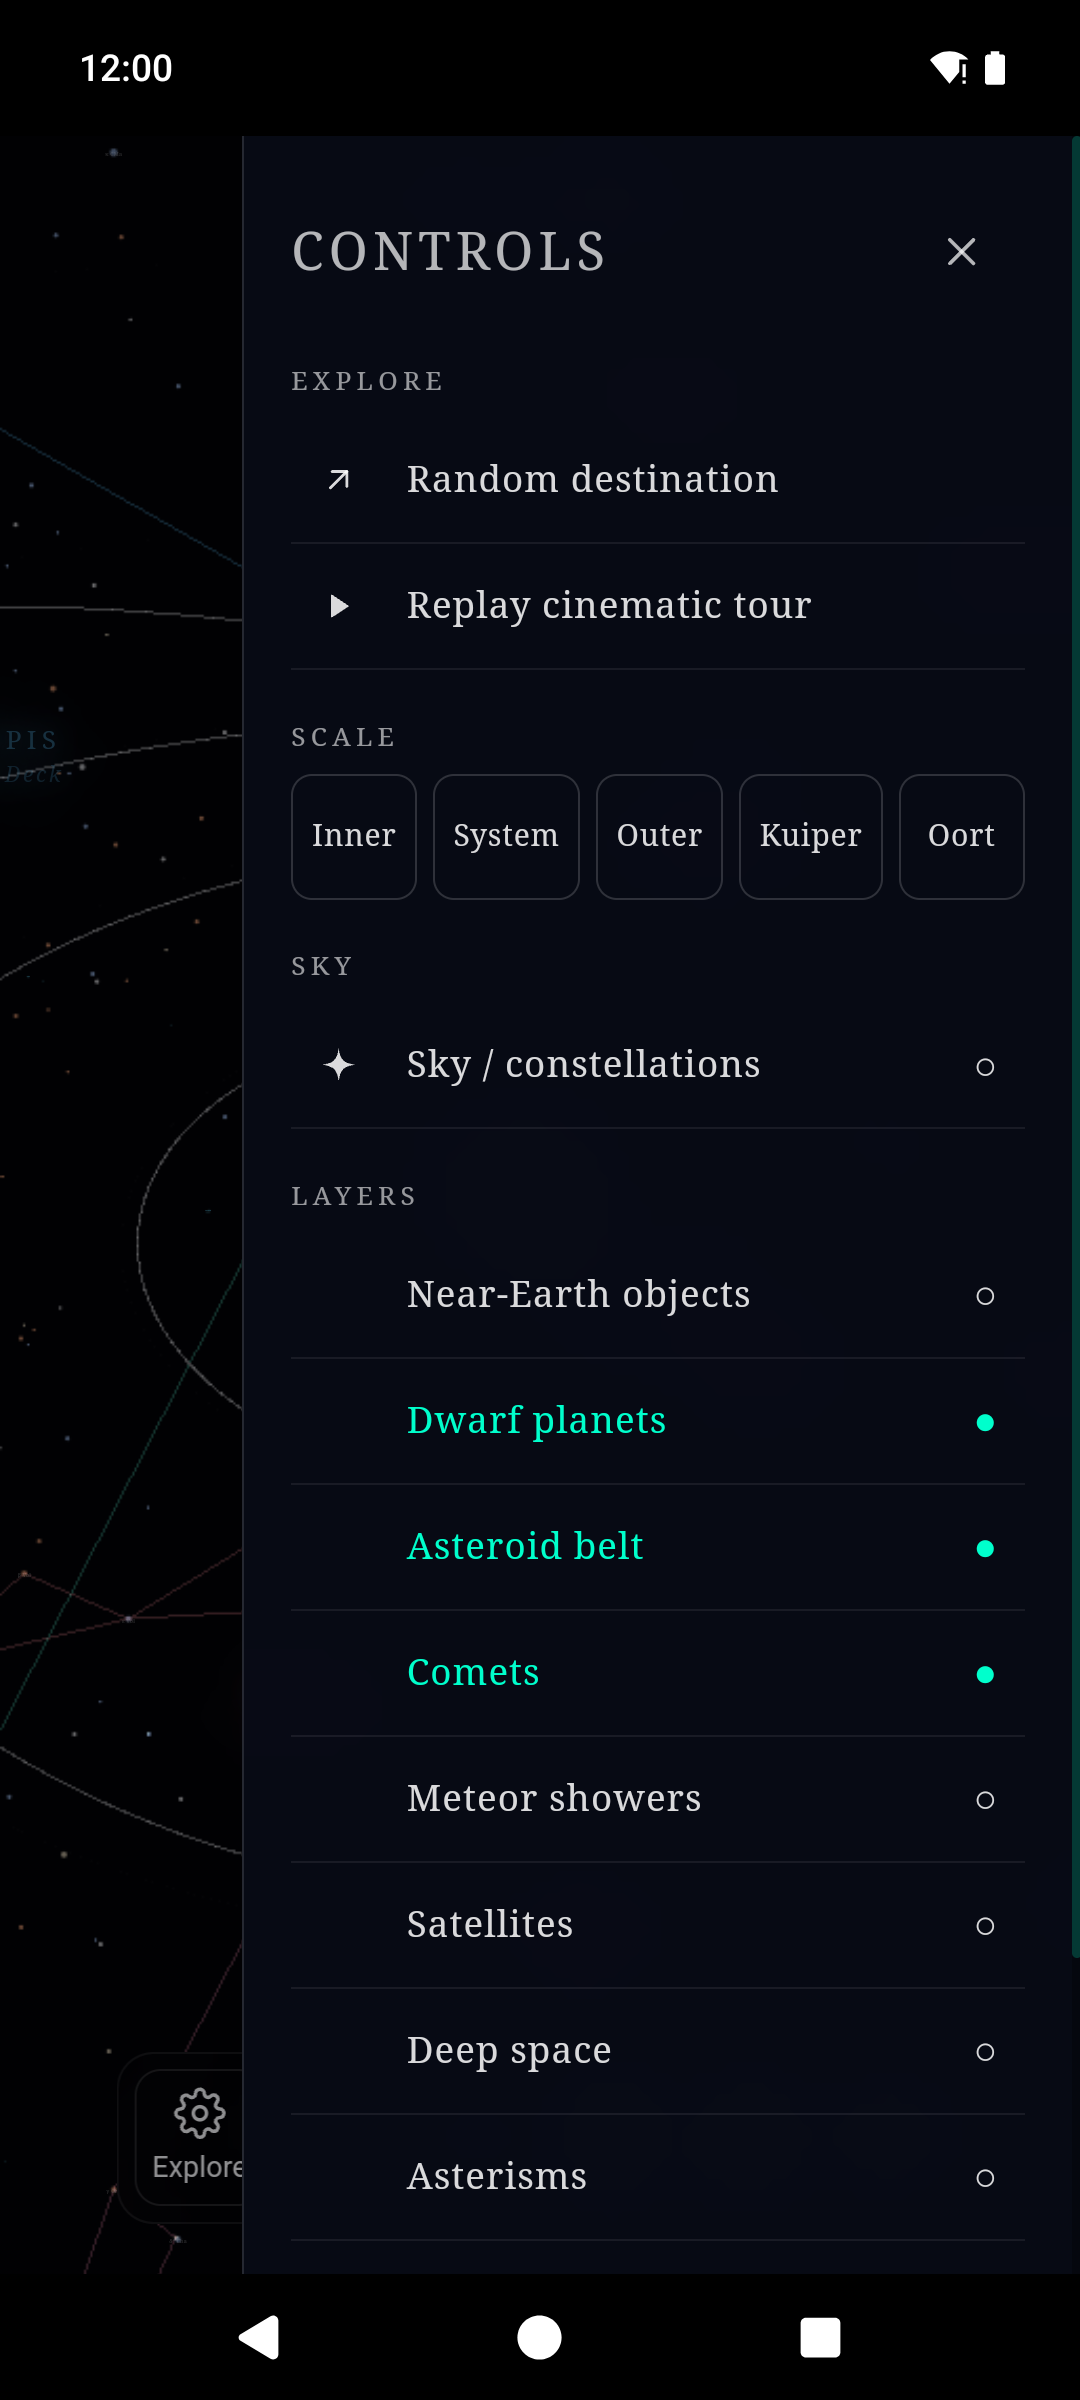 12:00
CONTROLS
EXPLORE
Random destination
Replay cinematic tour
SCALE
Inner System Outer Kuiper Oort
SKY
Sky / constellations
LAYERS
Near-Earth objects
Dwarf planets
Asteroid belt
Comets
Meteor showers
Satellites
Deep space
Asterisms
PIS
Deck
Explore